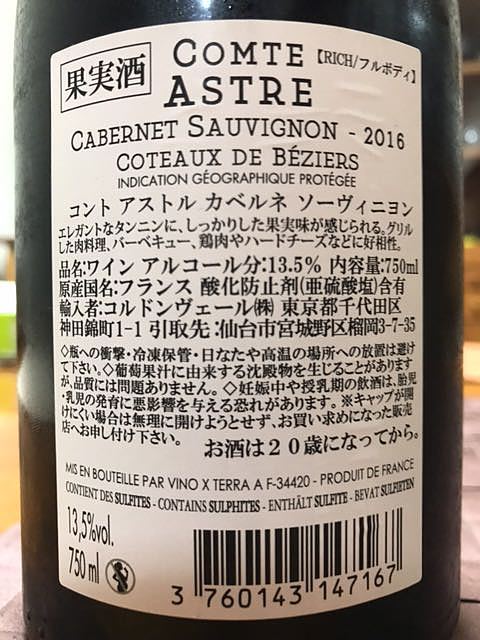 果実酒
COMTE
【RICH/フルボディ】
ASTRE
CABERNET SAUVIGNON - 2016
COTEAUX DE BÉZIERS
INDICATION GÉOGRAPHIQUE PROTÉGÉE
コント アストル カベルネ ソーヴィニヨン
エレガントなタンニンに、しっかりした果実味が感じられる。グリル
した肉料理、バーベキュー、鶏肉やハードチーズなどに好相性。
品名:ワイン アルコール分:13.5% 内容量:750ml
原産国名:フランス 酸化防止剤(亜硫酸塩)含有
輸入者:コルドンヴェール㈱ 東京都千代田区
神田錦町1-1 引取先:仙台市宮城野区榴岡3-7-35
◇瓶への衝撃・冷凍保管・日なたや高温の場所への放置は避け
て下さい。◇葡萄果汁に由来する沈殿物を生じることがあります
が、品質には問題ありません。◇妊娠中や授乳期の飲酒は、胎児
・乳児の発育に悪影響を与える恐れがあります。※キャップが開
けにくい場合は無理に開けようとせず、お買い求めになった販売
店へお申し付け下さい。
お酒は20歳になってから。
MIS EN BOUTEILLE PAR VINO X TERRA A F-34420 - PRODUIT DE FRANCE
CONTIENT DES SULFITES - CONTAINS SULPHITES - ENTHÄLT SULFITE - BEVAT SULFIETEN
13,5%vol.
750 ml
3 760143 147167